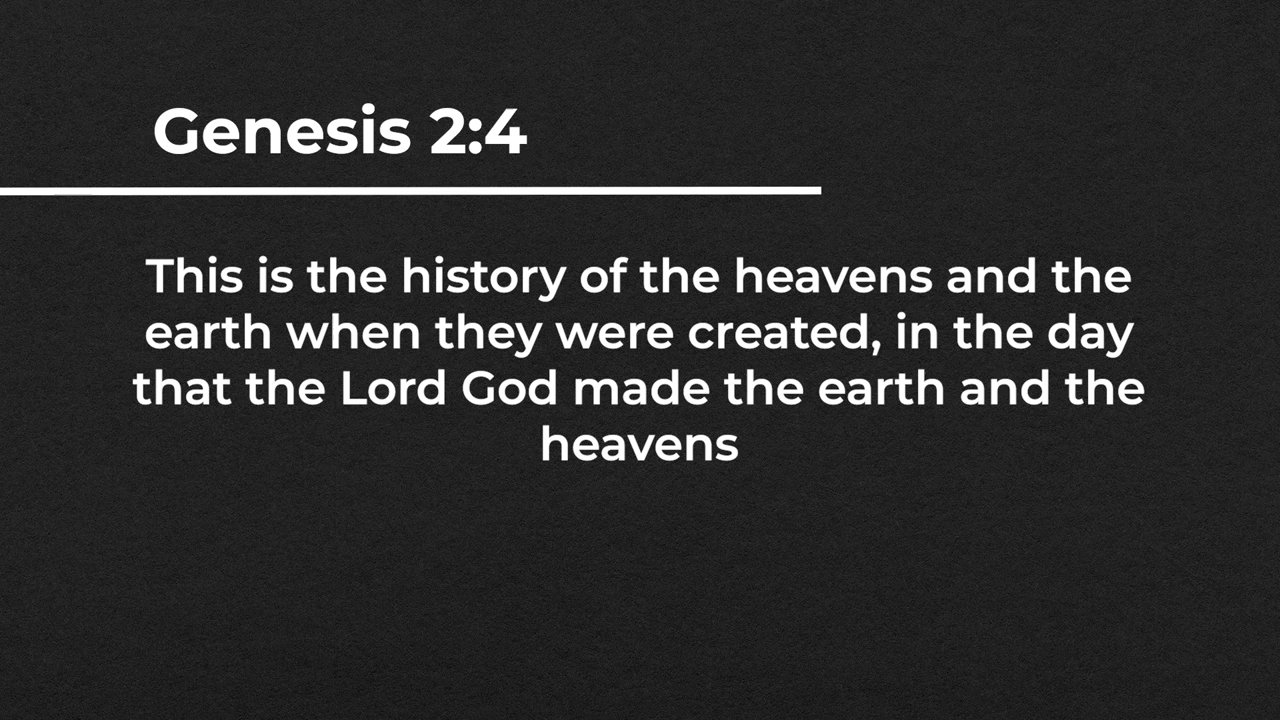 Genesis 2:4
This is the history of the heavens and the
earth when they were created, in the day
that the Lord God made the earth and the
heavens